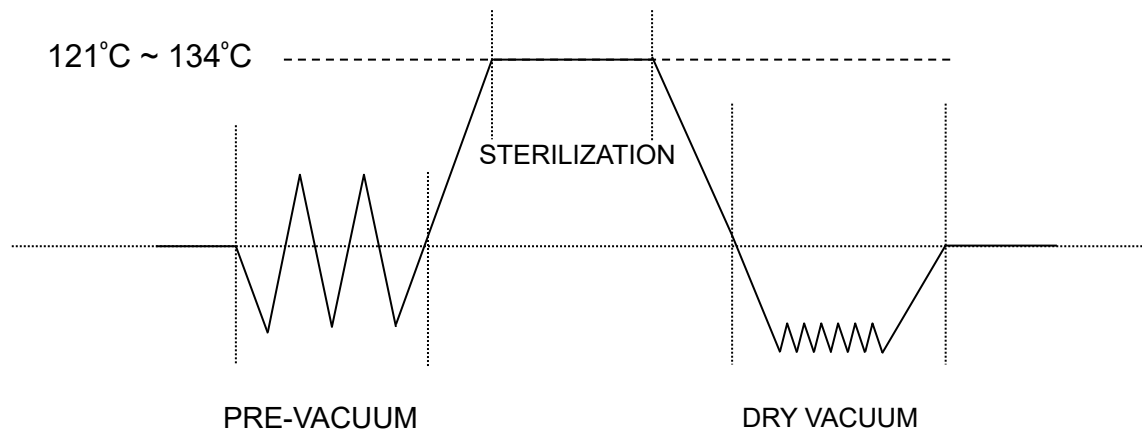 121°C ~ 134°C
STERILIZATION
PRE-VACUUM
DRY VACUUM